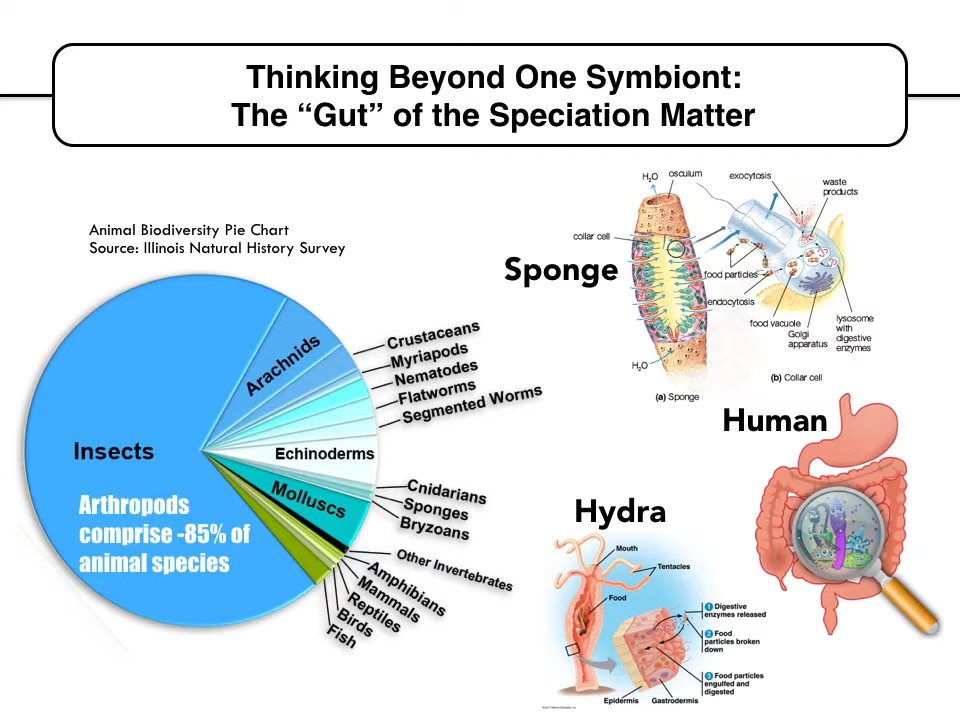 Thinking Beyond One Symbiont:
The “Gut” of the Speciation Matter
Animal Biodiversity Pie Chart
Source: Illinois Natural History Survey
Insects
Arthropods
comprise -85% of
animal species
Arachnids
Crustaceans
Myriapods
Nematodes
Flatworms
Segmented Worms
Echinoderms
Molluscs
Cnidarians
Sponges
Bryzoans
Other Invertebrates
Amphibians
Mammals
Reptiles
Birds
Fish
Sponge
H₂O
osculum
exocytosis
waste
products
collar cell
food particles
endocytosis
food vacuole
Golgi
apparatus
lysosome
with
digestive
enzymes
H₂O
(b) Collar cell
(a) Sponge
Human
Hydra
Mouth
Tentacles
Food
1 Digestive
enzymes released
2 Food
particles broken
down
3 Food particles
engulfed and
digested
Epidermis
Gastrodermis